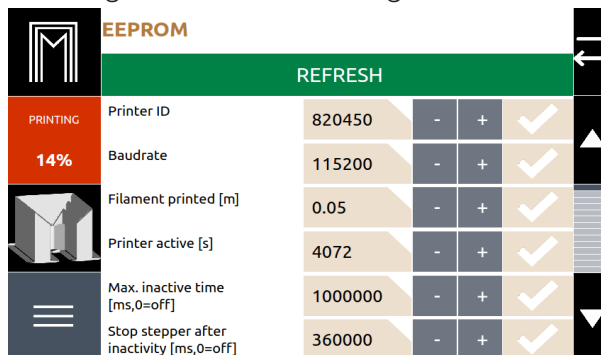 EEPROM
REFRESH
PRINTING
14%
Printer ID
820450
-
+
Baudrate
115200
-
+
Filament printed [m]
0.05
-
+
Printer active [s]
4072
-
+
Max. inactive time
[ms,0=off]
1000000
-
+
Stop stepper after
inactivity [ms,0=off]
360000
-
+